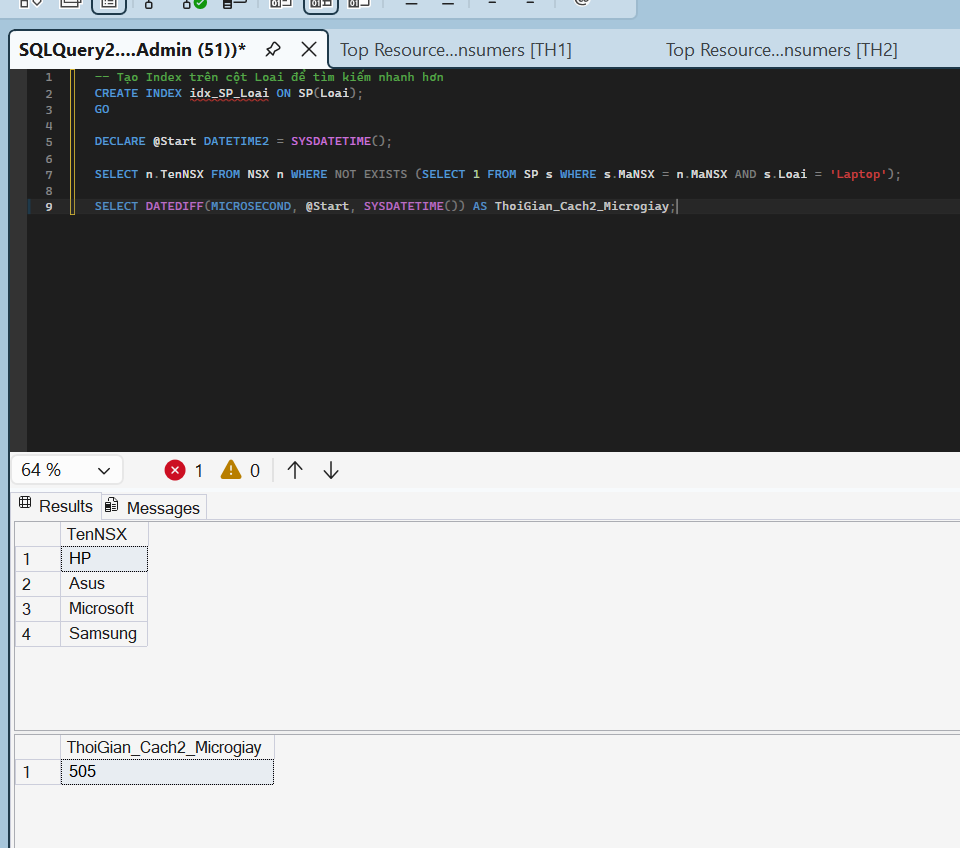 SQLQuery2....Admin (51))*
Top Resource...nsumers [TH1]
Top Resource...nsumers [TH2]
1 -- Tạo Index trên cột Loai để tìm kiếm nhanh hơn
2 CREATE INDEX idx_SP_Loai ON SP(Loai);
3 GO
4
5 DECLARE @Start DATETIME2 = SYSDATETIME();
6
7 SELECT n.TenNSX FROM NSX n WHERE NOT EXISTS (SELECT 1 FROM SP s WHERE s.MaNSX = n.MaNSX AND s.Loai = 'Laptop');
8
9 SELECT DATEDIFF(MICROSECOND, @Start, SYSDATETIME()) AS ThoiGian_Cach2_Microgiay;
64 %
1
0
Results
Messages
TenNSX
1 HP
2 Asus
3 Microsoft
4 Samsung
ThoiGian_Cach2_Microgiay
1 505